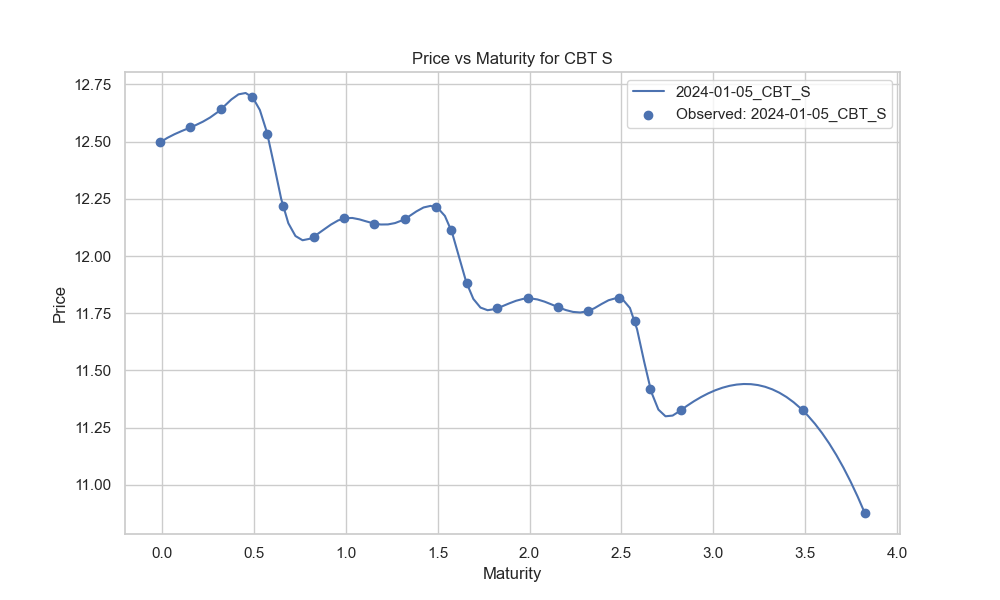 Price vs Maturity for CBT S
2024-01-05_CBT_S
Observed: 2024-01-05_CBT_S
12.75
12.50
12.25
12.00
11.75
11.50
11.25
11.00
Price
0.0 0.5 1.0 1.5 2.0 2.5 3.0 3.5 4.0
Maturity